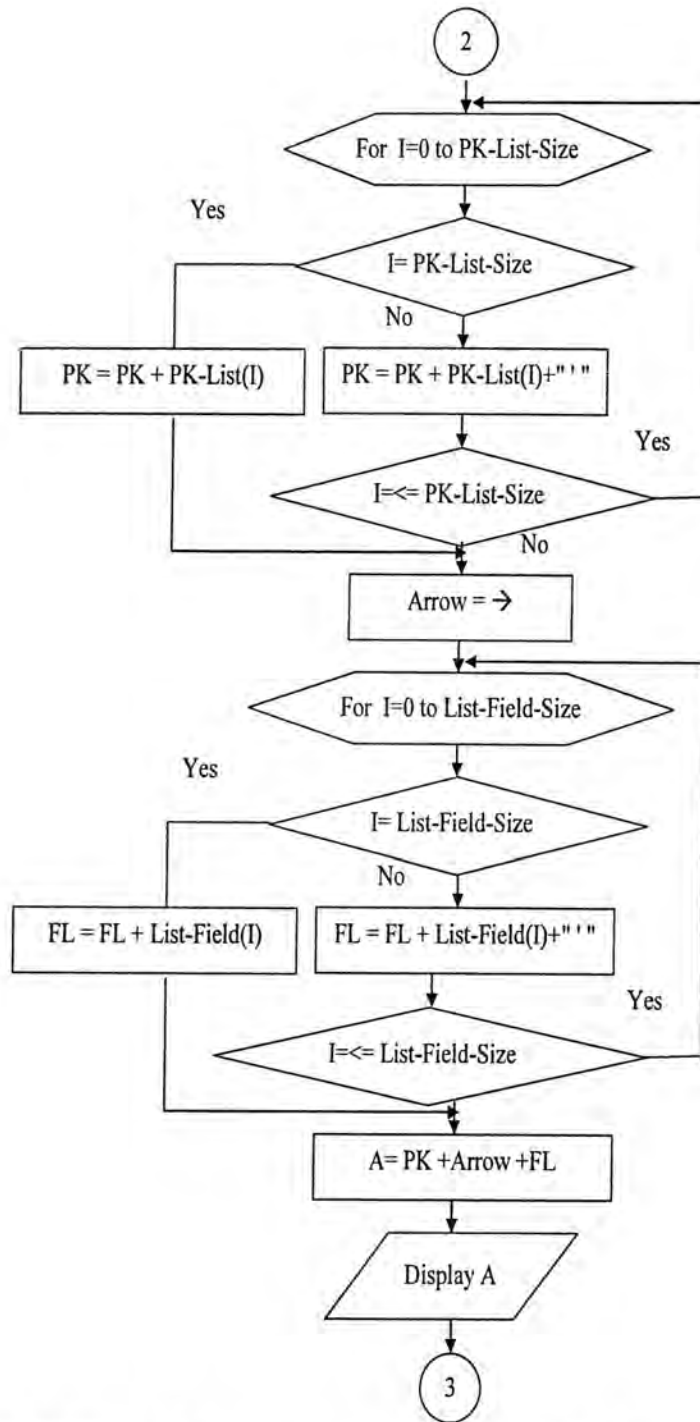 2
For I=0 to PK-List-Size
Yes
I= PK-List-Size
No
PK = PK + PK-List(I)
PK = PK + PK-List(I)+" ' "
Yes
I=<= PK-List-Size
No
Arrow = →
For I=0 to List-Field-Size
Yes
I= List-Field-Size
No
FL = FL + List-Field(I)
FL = FL + List-Field(I)+" ' "
Yes
I=<= List-Field-Size
A= PK +Arrow +FL
Display A
3